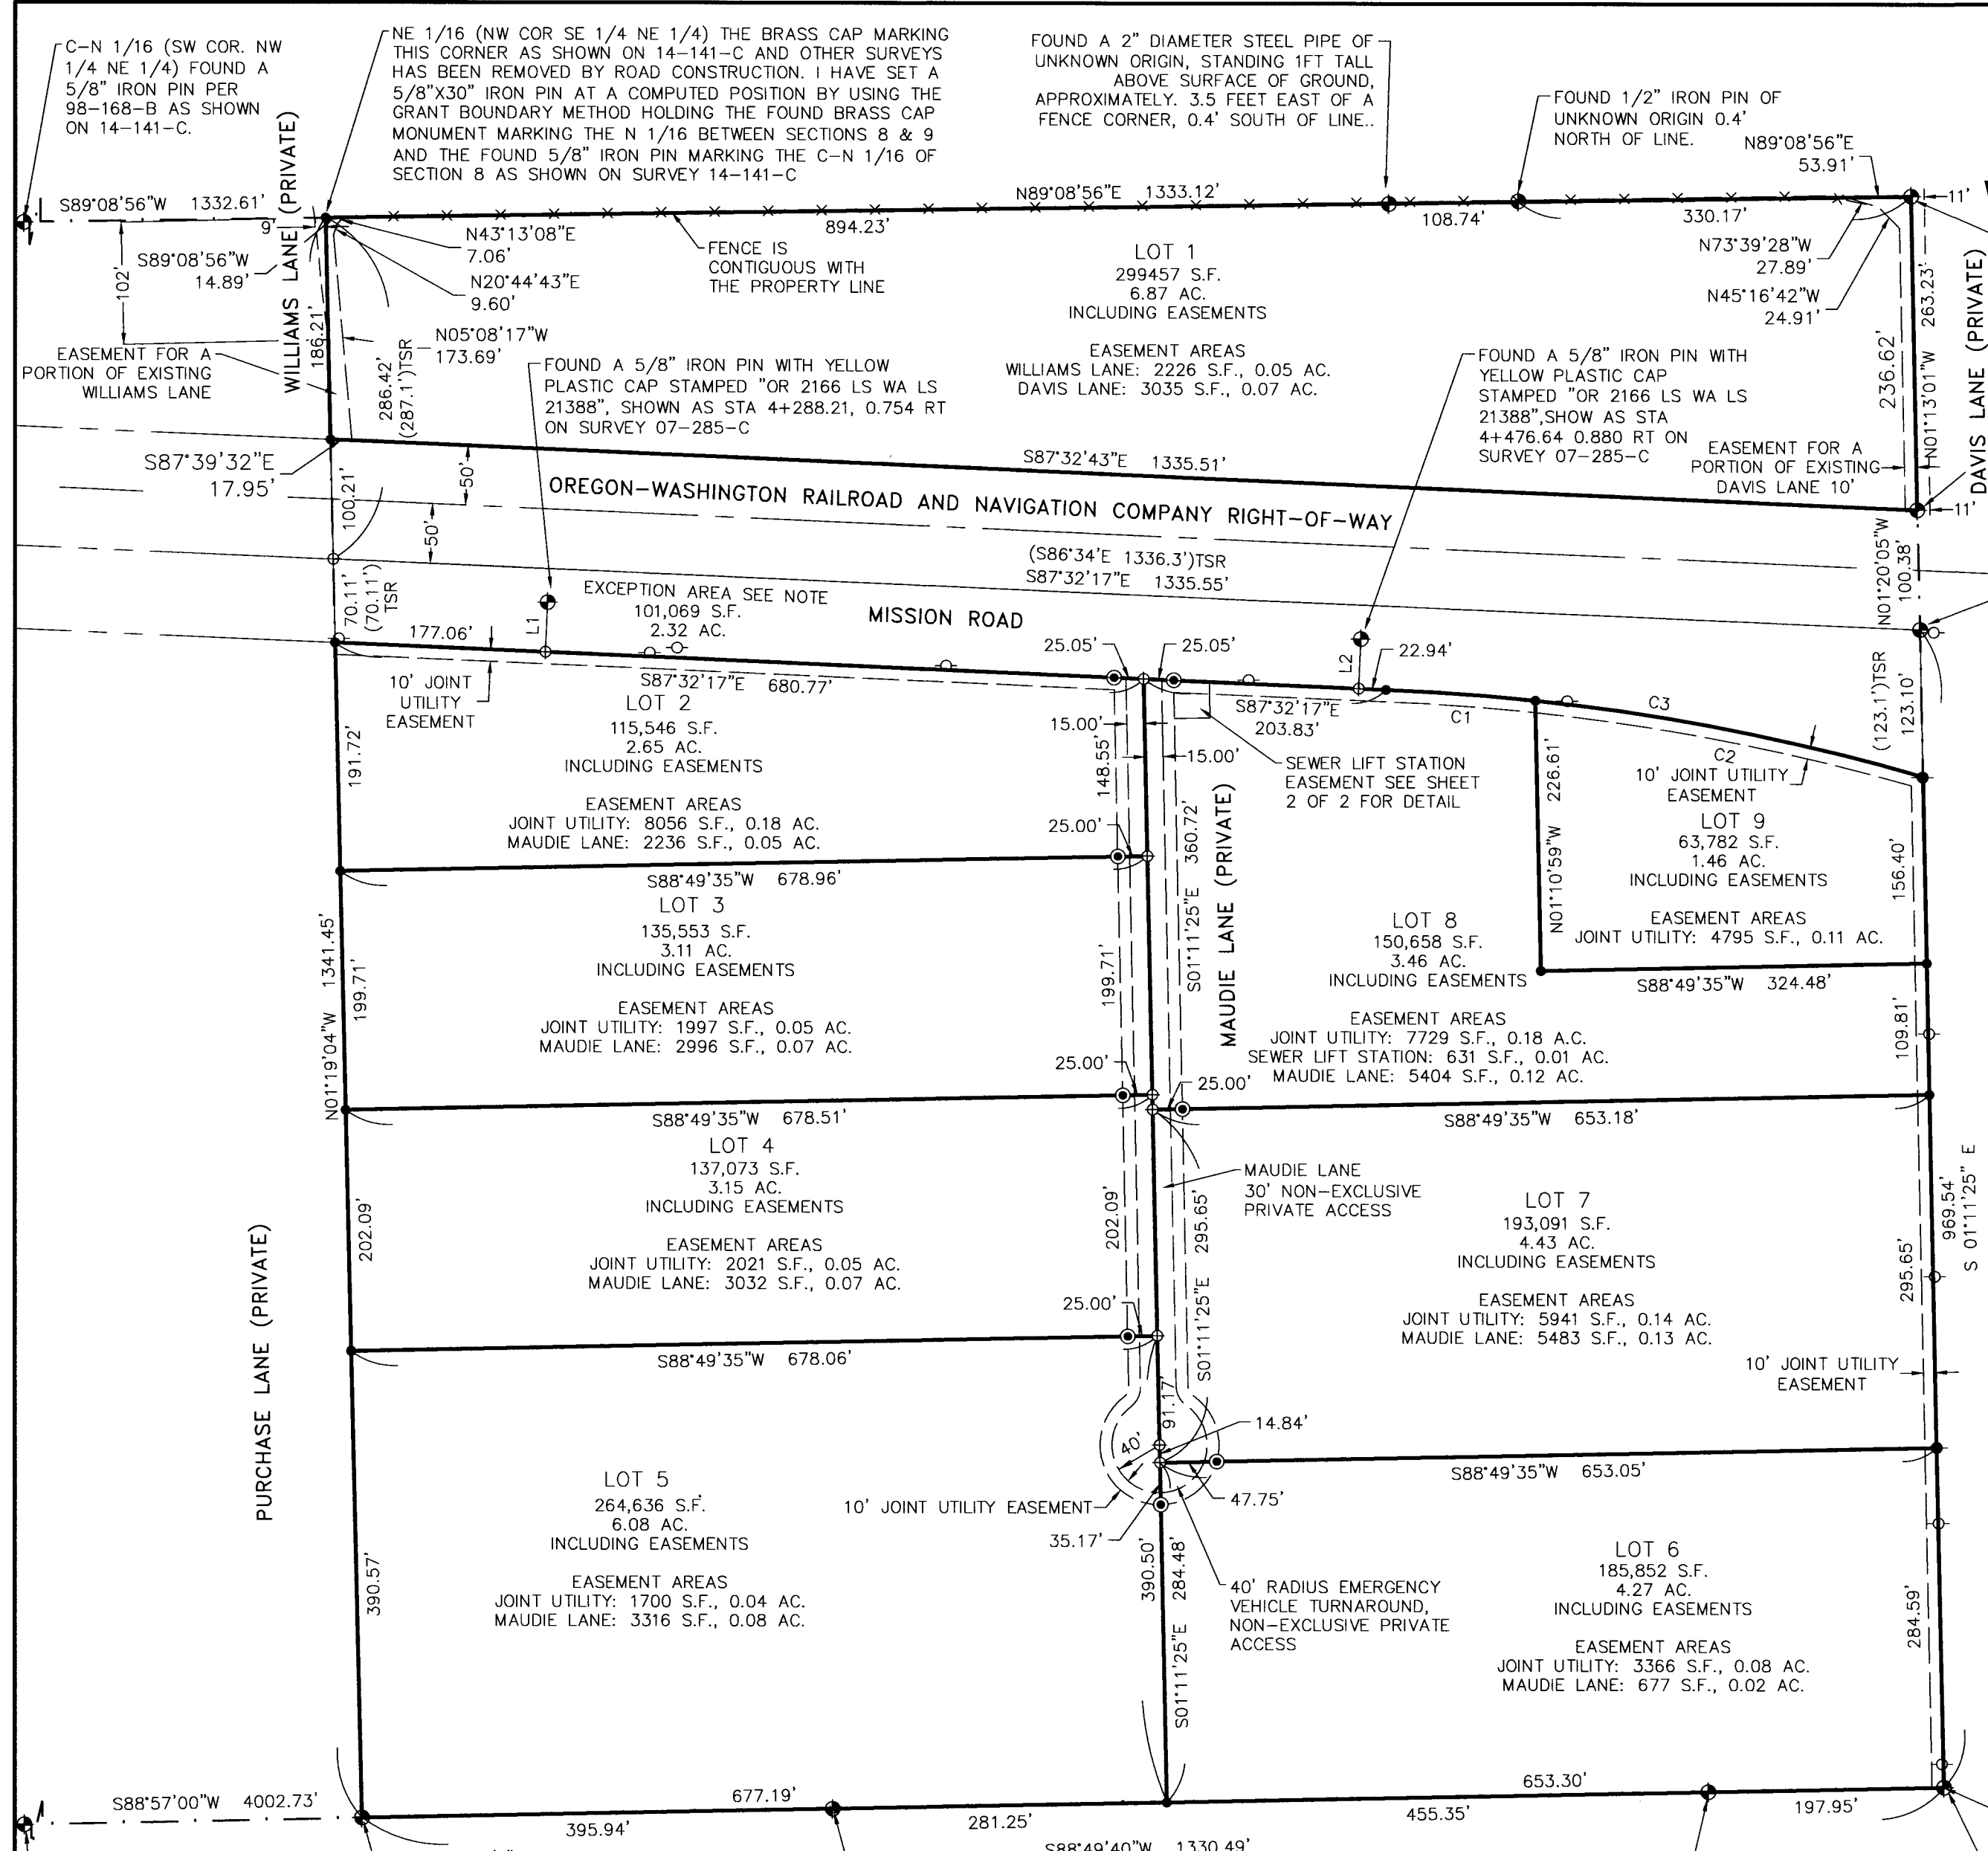 C-N 1/16 (SW COR. NW
1/4 NE 1/4) FOUND A
5/8" IRON PIN PER
98-168-B AS SHOWN
ON 14-141-C.
NE 1/16 (NW COR SE 1/4 NE 1/4) THE BRASS CAP MARKING
THIS CORNER AS SHOWN ON 14-141-C AND OTHER SURVEYS
HAS BEEN REMOVED BY ROAD CONSTRUCTION. I HAVE SET A
5/8"X30" IRON PIN AT A COMPUTED POSITION BY USING THE
GRANT BOUNDARY METHOD HOLDING THE FOUND BRASS CAP
MONUMENT MARKING THE N 1/16 BETWEEN SECTIONS 8 & 9
AND THE FOUND 5/8" IRON PIN MARKING THE C-N 1/16 OF
SECTION 8 AS SHOWN ON SURVEY 14-141-C
FOUND A 2" DIAMETER STEEL PIPE OF
UNKNOWN ORIGIN, STANDING 1FT TALL
ABOVE SURFACE OF GROUND,
APPROXIMATELY. 3.5 FEET EAST OF A
FENCE CORNER, 0.4' SOUTH OF LINE..
FOUND 1/2" IRON PIN OF
UNKNOWN ORIGIN 0.4'
NORTH OF LINE.
N89°08'56"E
53.91'
S89°08'56"W 1332.61'
9'
N89°08'56"E 1333.12'
894.23'
108.74'
330.17'
11'
S89°08'56"W
14.89'
102'
N43°13'08"E
7.06'
N20°44'43"E
9.60'
FENCE IS
CONTIGUOUS WITH
THE PROPERTY LINE
LOT 1
299457 S.F.
6.87 AC.
INCLUDING EASEMENTS
EASEMENT AREAS
WILLIAMS LANE: 2226 S.F., 0.05 AC.
DAVIS LANE: 3035 S.F., 0.07 AC.
N73°39'28"W
27.89'
N45°16'42"W
24.91'
WILLIAMS LANE (PRIVATE)
186.21'
EASEMENT FOR A
PORTION OF EXISTING
WILLIAMS LANE
N05°08'17"W
173.69'
286.42'
(287.1')TSR
FOUND A 5/8" IRON PIN WITH YELLOW
PLASTIC CAP STAMPED "OR 2166 LS WA LS
21388", SHOWN AS STA 4+288.21, 0.754 RT
ON SURVEY 07-285-C
FOUND A 5/8" IRON PIN WITH
YELLOW PLASTIC CAP
STAMPED "OR 2166 LS WA LS
21388",SHOW AS STA
4+476.64 0.880 RT ON
SURVEY 07-285-C
236.62'
N01°13'01"W 263.23'
DAVIS LANE (PRIVATE)
EASEMENT FOR A
PORTION OF EXISTING
DAVIS LANE 10'
11'
S87°39'32"E
17.95'
S87°32'43"E 1335.51'
50'
50'
100.21'
OREGON-WASHINGTON RAILROAD AND NAVIGATION COMPANY RIGHT-OF-WAY
(S86°34'E 1336.3')TSR
S87°32'17"E 1335.55'
N01°20'05"W
100.38'
70.11'
(70.11')
TSR
EXCEPTION AREA SEE NOTE
101,069 S.F.
2.32 AC.
MISSION ROAD
177.06'
L1
25.05'
25.05'
L2
22.94'
(123.1')TSR
123.10'
10' JOINT
UTILITY
EASEMENT
S87°32'17"E 680.77'
S87°32'17"E
203.83'
C1
C3
C2
LOT 2
115,546 S.F.
2.65 AC.
INCLUDING EASEMENTS
EASEMENT AREAS
JOINT UTILITY: 8056 S.F., 0.18 AC.
MAUDIE LANE: 2236 S.F., 0.05 AC.
191.72'
15.00'
15.00'
148.55'
25.00'
SEWER LIFT STATION
EASEMENT SEE SHEET
2 OF 2 FOR DETAIL
MAUDIE LANE (PRIVATE)
S01°11'25"E 360.72'
N01°10'59"W 226.61'
10' JOINT UTILITY
EASEMENT
LOT 9
63,782 S.F.
1.46 AC.
INCLUDING EASEMENTS
EASEMENT AREAS
JOINT UTILITY: 4795 S.F., 0.11 AC.
156.40'
S88°49'35"W 678.96'
LOT 3
135,553 S.F.
3.11 AC.
INCLUDING EASEMENTS
EASEMENT AREAS
JOINT UTILITY: 1997 S.F., 0.05 AC.
MAUDIE LANE: 2996 S.F., 0.07 AC.
N01°19'04"W 1341.45'
199.71'
199.71'
25.00'
25.00'
LOT 8
150,658 S.F.
3.46 AC.
INCLUDING EASEMENTS
EASEMENT AREAS
JOINT UTILITY: 7729 S.F., 0.18 A.C.
SEWER LIFT STATION: 631 S.F., 0.01 AC.
MAUDIE LANE: 5404 S.F., 0.12 AC.
S88°49'35"W 324.48'
109.81'
S88°49'35"W 678.51'
S88°49'35"W 653.18'
LOT 4
137,073 S.F.
3.15 AC.
INCLUDING EASEMENTS
EASEMENT AREAS
JOINT UTILITY: 2021 S.F., 0.05 AC.
MAUDIE LANE: 3032 S.F., 0.07 AC.
202.09'
202.09'
25.00'
MAUDIE LANE
30' NON-EXCLUSIVE
PRIVATE ACCESS
S01°11'25"E 295.65'
LOT 7
193,091 S.F.
4.43 AC.
INCLUDING EASEMENTS
EASEMENT AREAS
JOINT UTILITY: 5941 S.F., 0.14 AC.
MAUDIE LANE: 5483 S.F., 0.13 AC.
295.65'
969.54'
S 01°11'25" E
10' JOINT UTILITY
EASEMENT
PURCHASE LANE (PRIVATE)
S88°49'35"W 678.06'
91.17'
14.84'
40'
S88°49'35"W 653.05'
47.75'
10' JOINT UTILITY EASEMENT
35.17'
LOT 5
264,636 S.F.
6.08 AC.
INCLUDING EASEMENTS
EASEMENT AREAS
JOINT UTILITY: 1700 S.F., 0.04 AC.
MAUDIE LANE: 3316 S.F., 0.08 AC.
390.57'
390.50'
S01°11'25"E 284.48'
40' RADIUS EMERGENCY
VEHICLE TURNAROUND,
NON-EXCLUSIVE PRIVATE
ACCESS
LOT 6
185,852 S.F.
4.27 AC.
INCLUDING EASEMENTS
EASEMENT AREAS
JOINT UTILITY: 3366 S.F., 0.08 AC.
MAUDIE LANE: 677 S.F., 0.02 AC.
284.59'
S88°57'00"W 4002.73'
677.19'
653.30'
395.94'
281.25'
455.35'
197.95'
S88°49'40"W 1330.49'